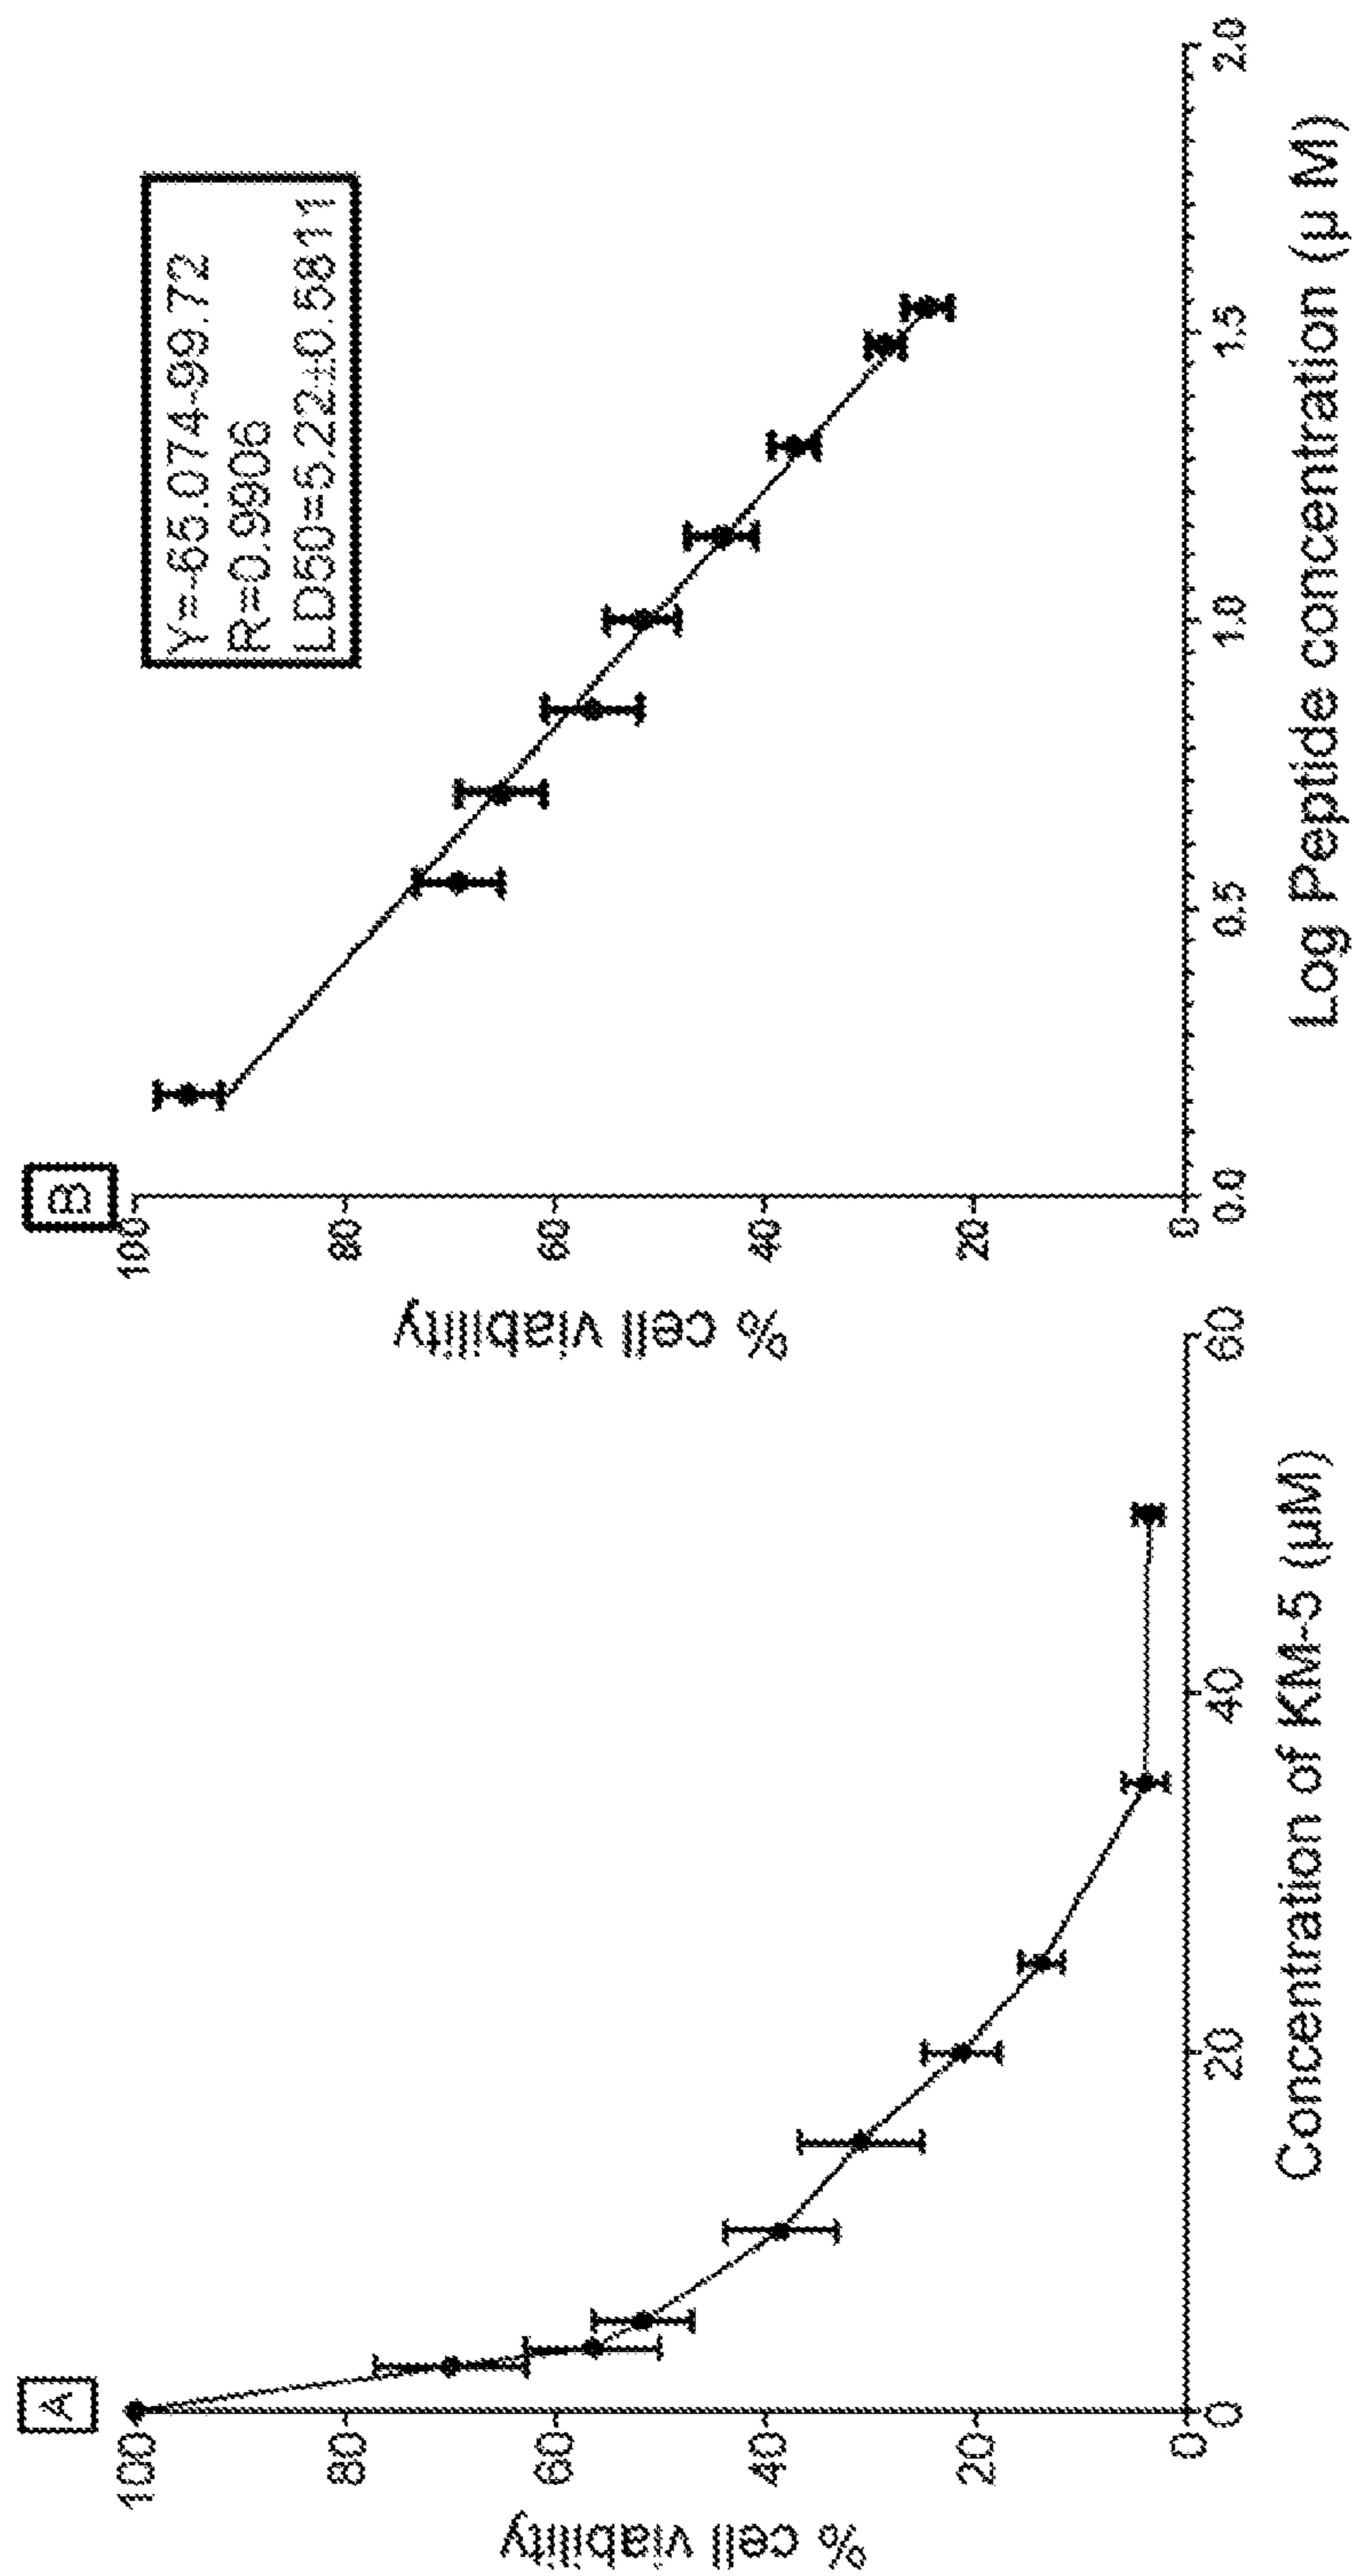 A
% cell viability
100
80
60
40
20
0
0
20
40
60
Concentration of KM-5 (µM)
B
% cell viability
100
80
60
40
20
0
0.0
0.5
1.0
1.5
2.0
Log Peptide concentration (µ M)
Y=-65.074-99.72
R=0.9906
LD50=5.22±0.5811